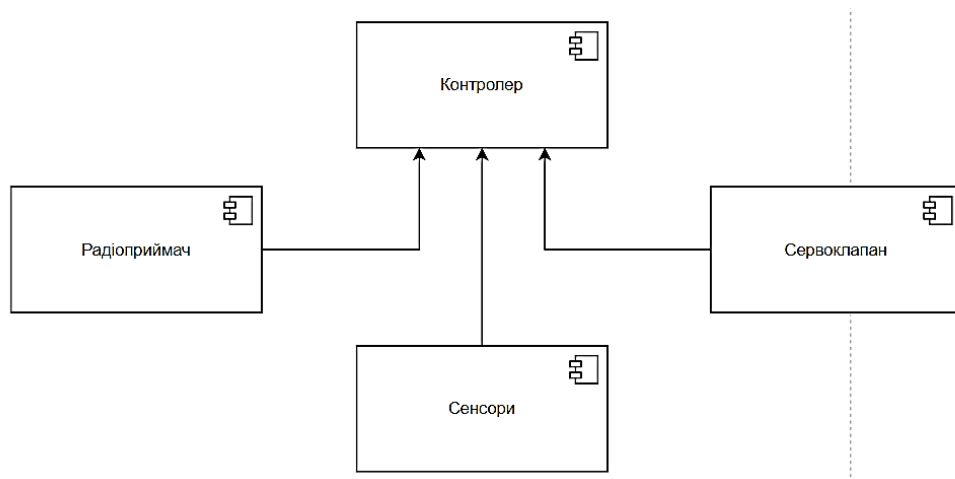 Контролер
Радіоприймач
Сервоклапан
Сенсори